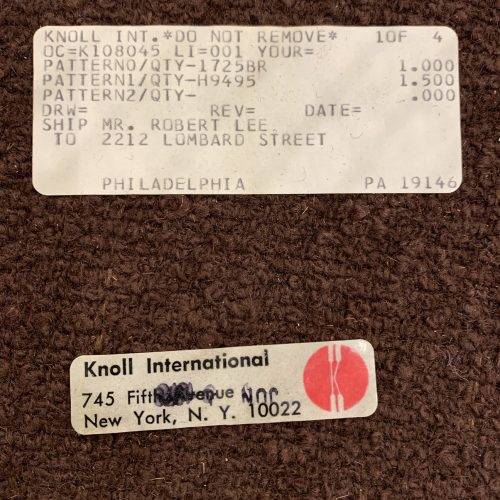 KNOLL INT.*DO NOT REMOVE* 1OF 4
OC=K108045 LI=001 YOUR=
PATTERN0/QTY-1725BR 1.000
PATTERN1/QTY-H9495 1.500
PATTERN2/QTY- .000
DRW= REV= DATE=
SHIP MR. ROBERT LEE
TO 2212 LOMBARD STREET
PHILADELPHIA PA 19146
Knoll International
745 Fifth Avenue
New York, N. Y. 10022